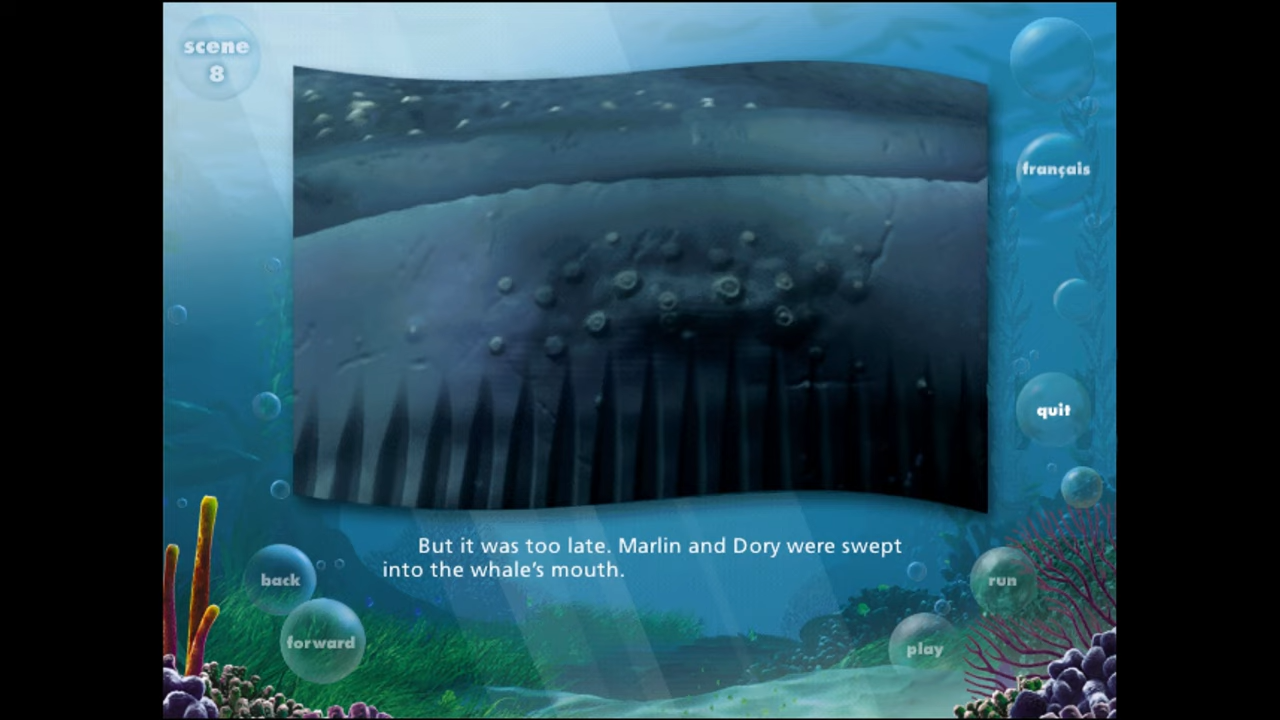 scene
8
français
quit
But it was too late. Marlin and Dory were swept
into the whale's mouth.
back
run
forward
play